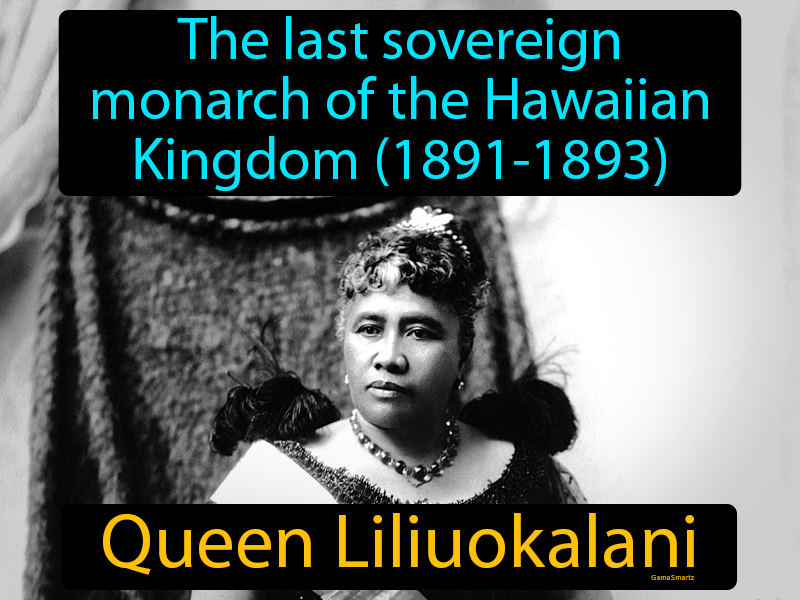 The last sovereign
monarch of the Hawaiian
Kingdom (1891-1893)
Queen Liliuokalani
GameSmartz